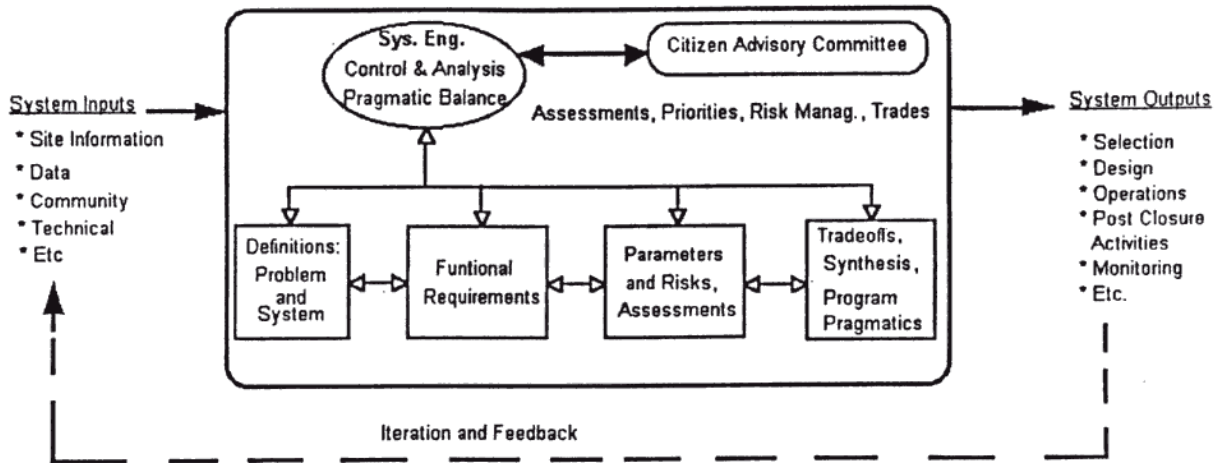 Sys. Eng.
Control & Analysis
Pragmatic Balance
Citizen Advisory Committee
Assessments, Priorities, Risk Manag., Trades
System Inputs
* Site Information
* Data
* Community
* Technical
* Etc
System Outputs
* Selection
* Design
* Operations
* Post Closure
Activities
* Monitoring
* Etc.
Definitions:
Problem
and
System
Funtional
Requirements
Parameters
and Risks,
Assessments
Tradeoffs,
Synthesis,
Program
Pragmatics
Iteration and Feedback